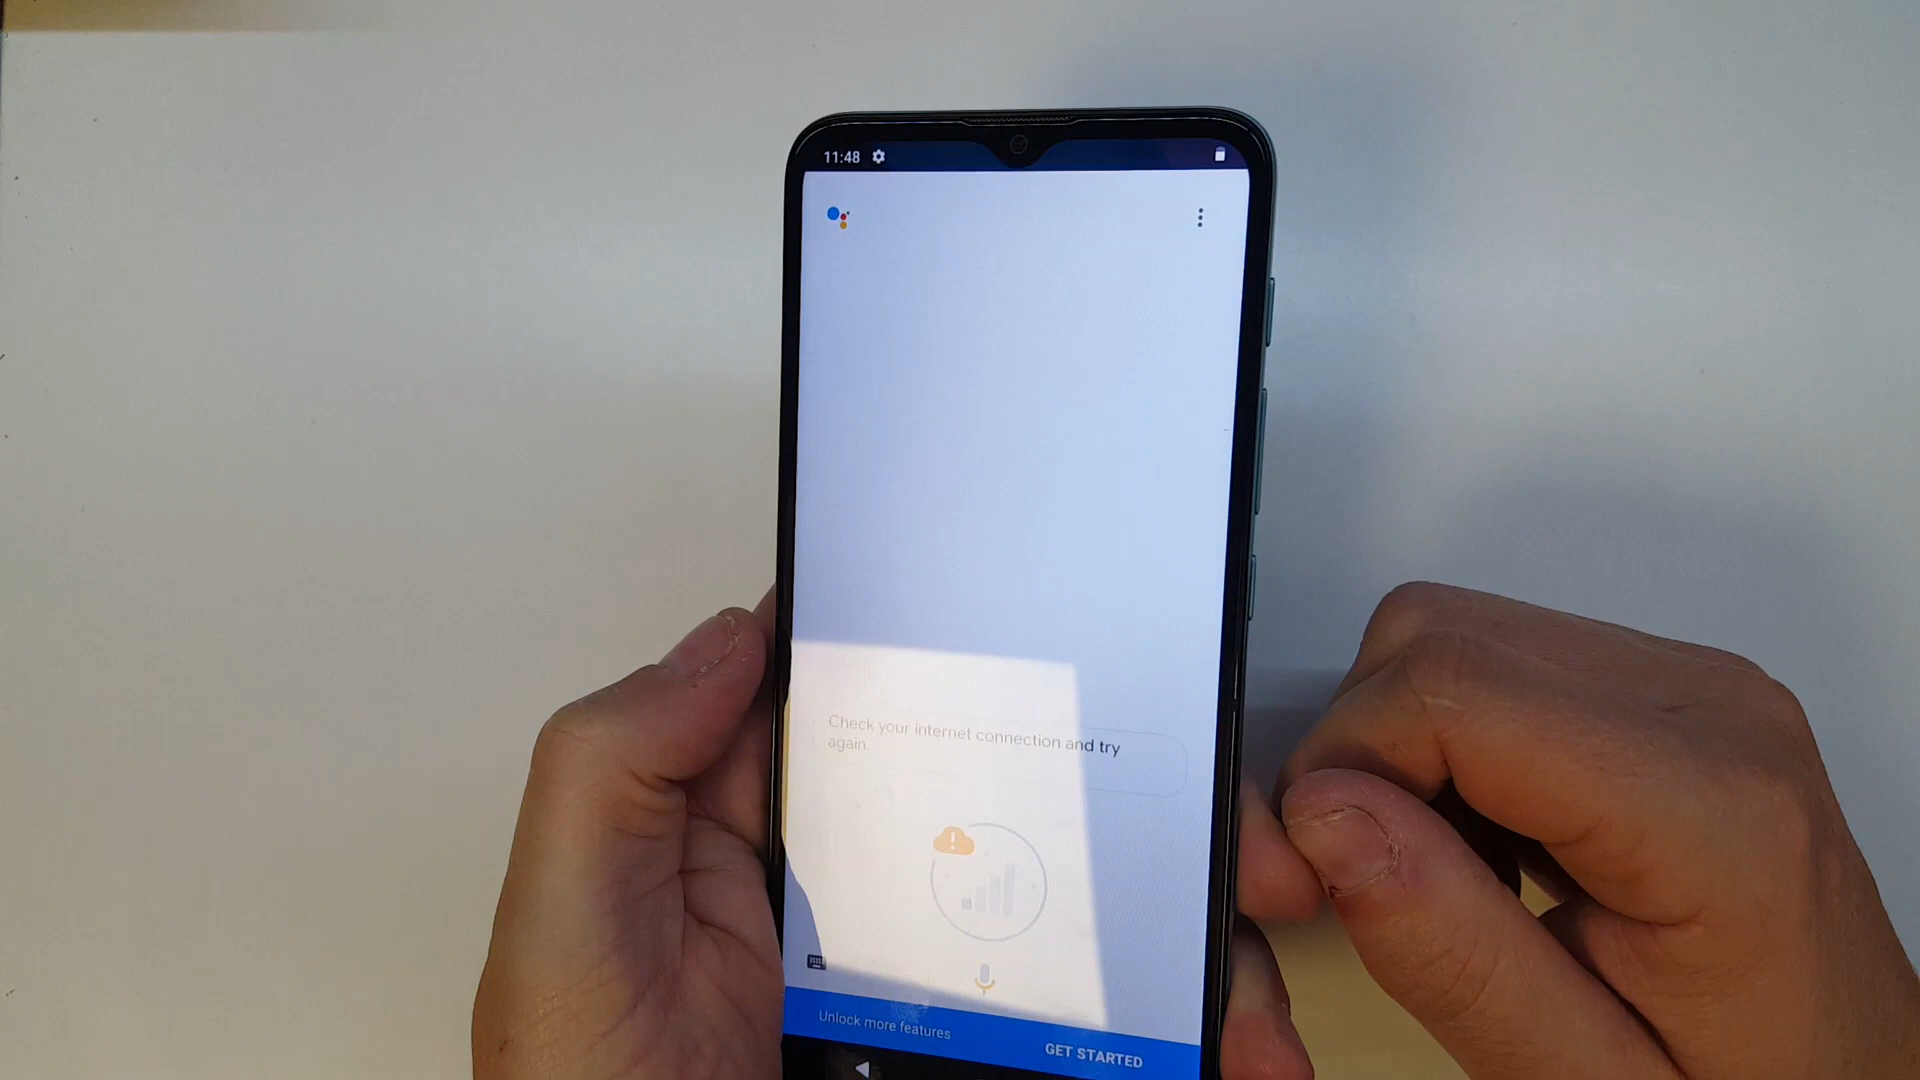 11:48
Check your internet connection and try
again.
Unlock more features
GET STARTED